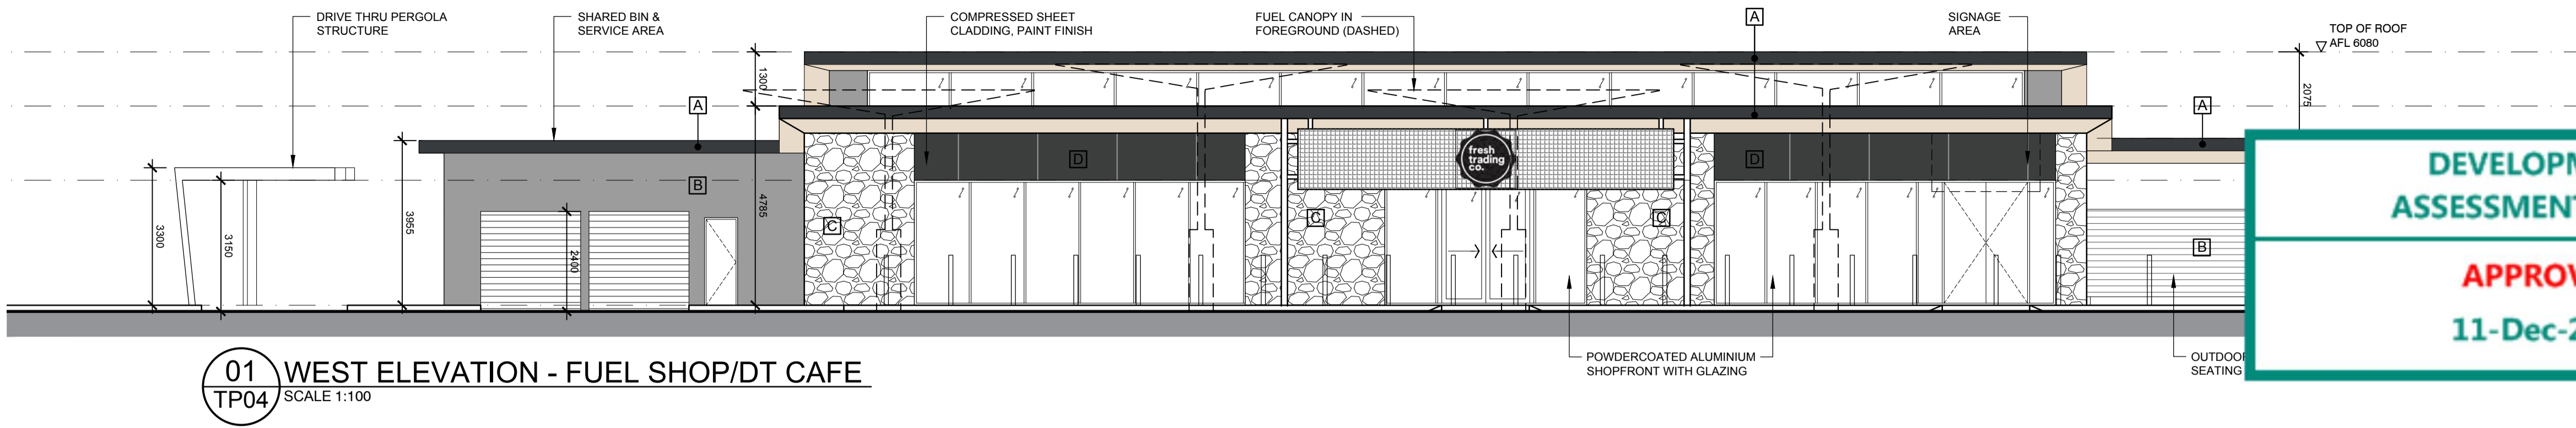 DRIVE THRU PERGOLA
STRUCTURE
SHARED BIN &
SERVICE AREA
COMPRESSED SHEET
CLADDING, PAINT FINISH
FUEL CANOPY IN
FOREGROUND (DASHED)
A
SIGNAGE
AREA
TOP OF ROOF
AFL 6080
1300
2075
A
A
fresh
trading
co.
D
D
B
3955
4785
C
C
C
3300
3150
2400
B
DEVELOPM
ASSESSMENT
APPROV
11-Dec-2
POWDERCOATED ALUMINIUM
SHOPFRONT WITH GLAZING
OUTDOOR
SEATING
01
TP04
WEST ELEVATION - FUEL SHOP/DT CAFE
SCALE 1:100